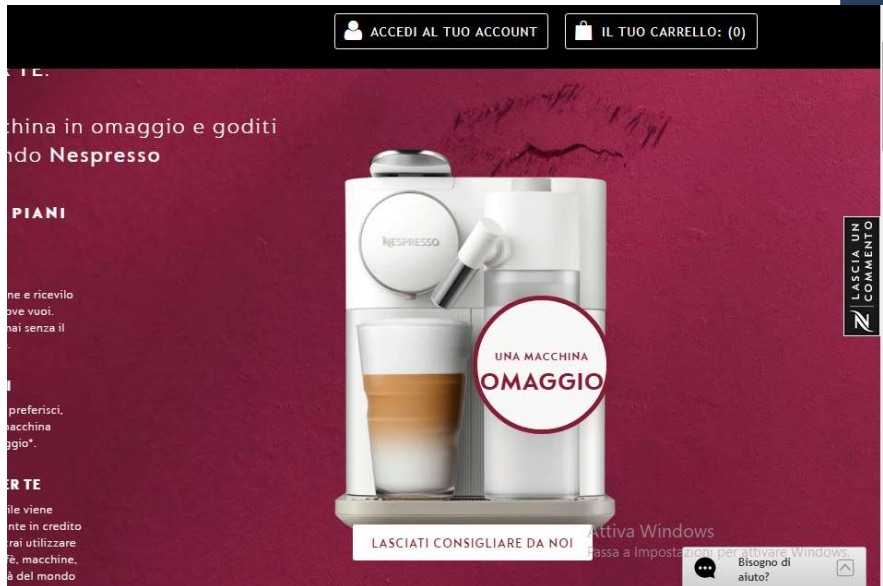 ACCEDI AL TUO ACCOUNT
IL TUO CARRELLO: (0)
TE.
china in omaggio e goditi
ndo Nespresso
PIANI
ne e ricevilo
ove vuoi.
mai senza il
.
I
preferisci,
macchina
ggio*.
ER TE
ile viene
nte in credito
trai utilizzare
fè, macchine,
à del mondo
NESPRESSO
UNA MACCHINA
OMAGGIO
LASCIATI CONSIGLIARE DA NOI
LASCIA UN
COMMENTO
Attiva Windows
Passa a Impostazioni per attivare Windows.
Bisogno di
aiuto?